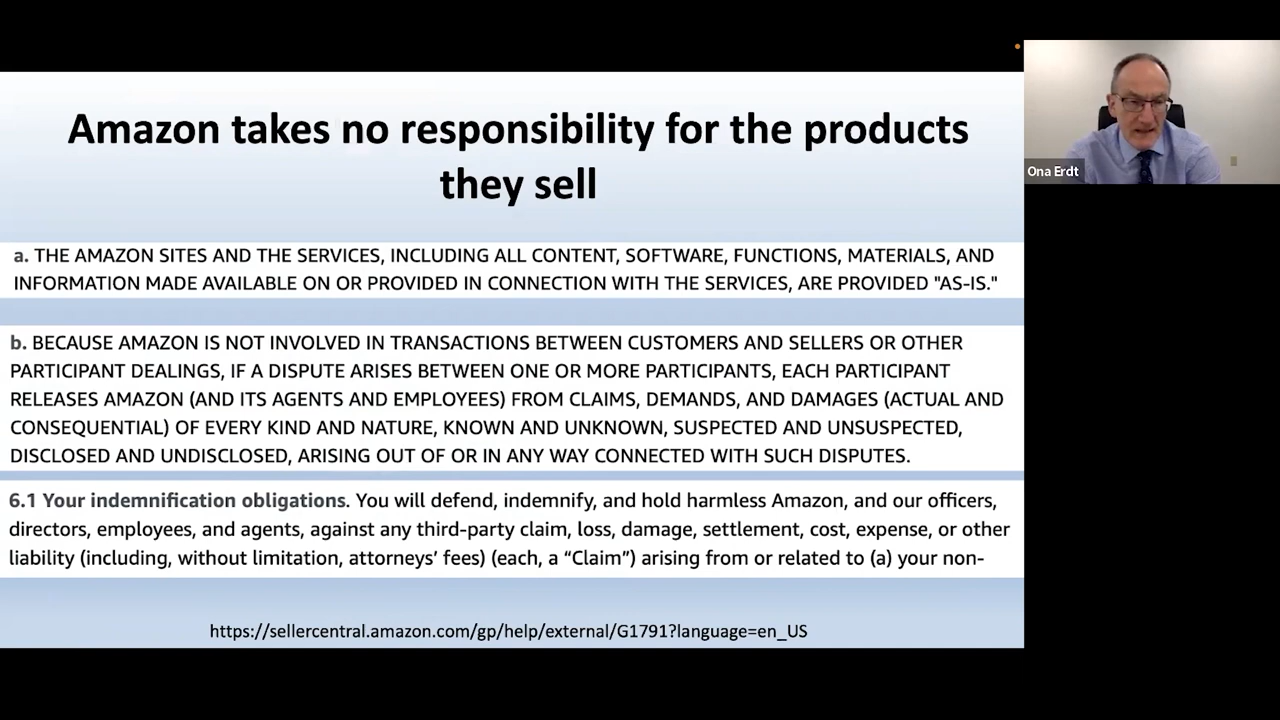 Amazon takes no responsibility for the products
they sell
a. THE AMAZON SITES AND THE SERVICES, INCLUDING ALL CONTENT, SOFTWARE, FUNCTIONS, MATERIALS, AND
INFORMATION MADE AVAILABLE ON OR PROVIDED IN CONNECTION WITH THE SERVICES, ARE PROVIDED "AS-IS."
b. BECAUSE AMAZON IS NOT INVOLVED IN TRANSACTIONS BETWEEN CUSTOMERS AND SELLERS OR OTHER
PARTICIPANT DEALINGS, IF A DISPUTE ARISES BETWEEN ONE OR MORE PARTICIPANTS, EACH PARTICIPANT
RELEASES AMAZON (AND ITS AGENTS AND EMPLOYEES) FROM CLAIMS, DEMANDS, AND DAMAGES (ACTUAL AND
CONSEQUENTIAL) OF EVERY KIND AND NATURE, KNOWN AND UNKNOWN, SUSPECTED AND UNSUSPECTED,
DISCLOSED AND UNDISCLOSED, ARISING OUT OF OR IN ANY WAY CONNECTED WITH SUCH DISPUTES.
6.1 Your indemnification obligations. You will defend, indemnify, and hold harmless Amazon, and our officers,
directors, employees, and agents, against any third-party claim, loss, damage, settlement, cost, expense, or other
liability (including, without limitation, attorneys’ fees) (each, a “Claim”) arising from or related to (a) your non-
https://sellercentral.amazon.com/gp/help/external/G1791?language=en_US
Ona Erdt